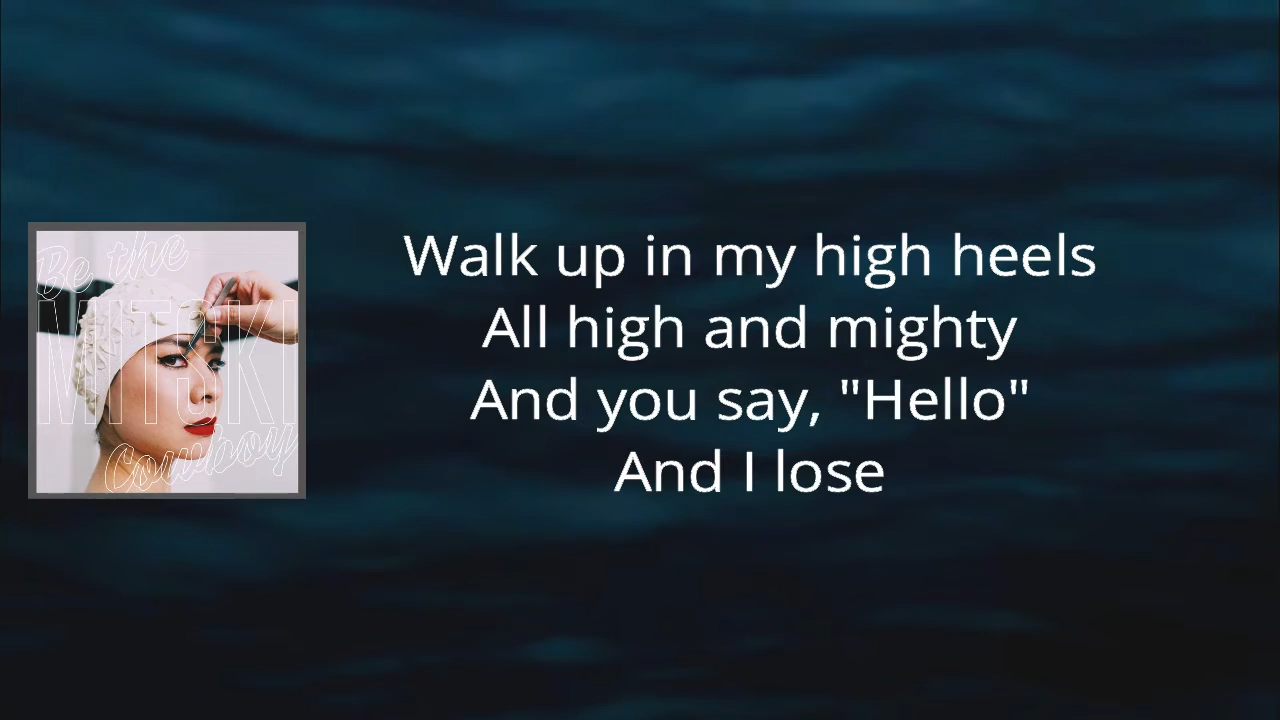 Be the
MITSKI
Cowboy
Walk up in my high heels
All high and mighty
And you say, "Hello"
And I lose